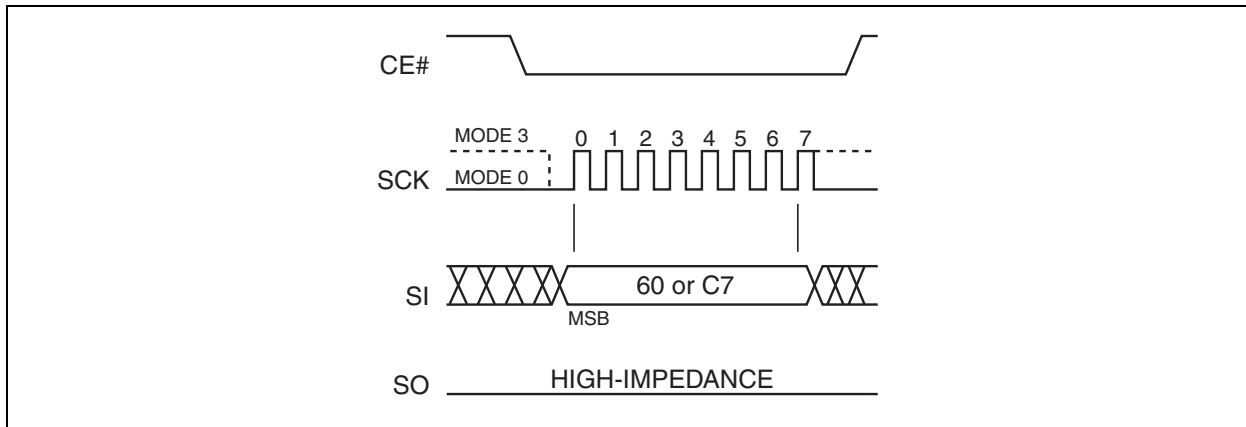 CE#
MODE 3
0 1 2 3 4 5 6 7
SCK
MODE 0
SI
60 or C7
MSB
SO
HIGH-IMPEDANCE